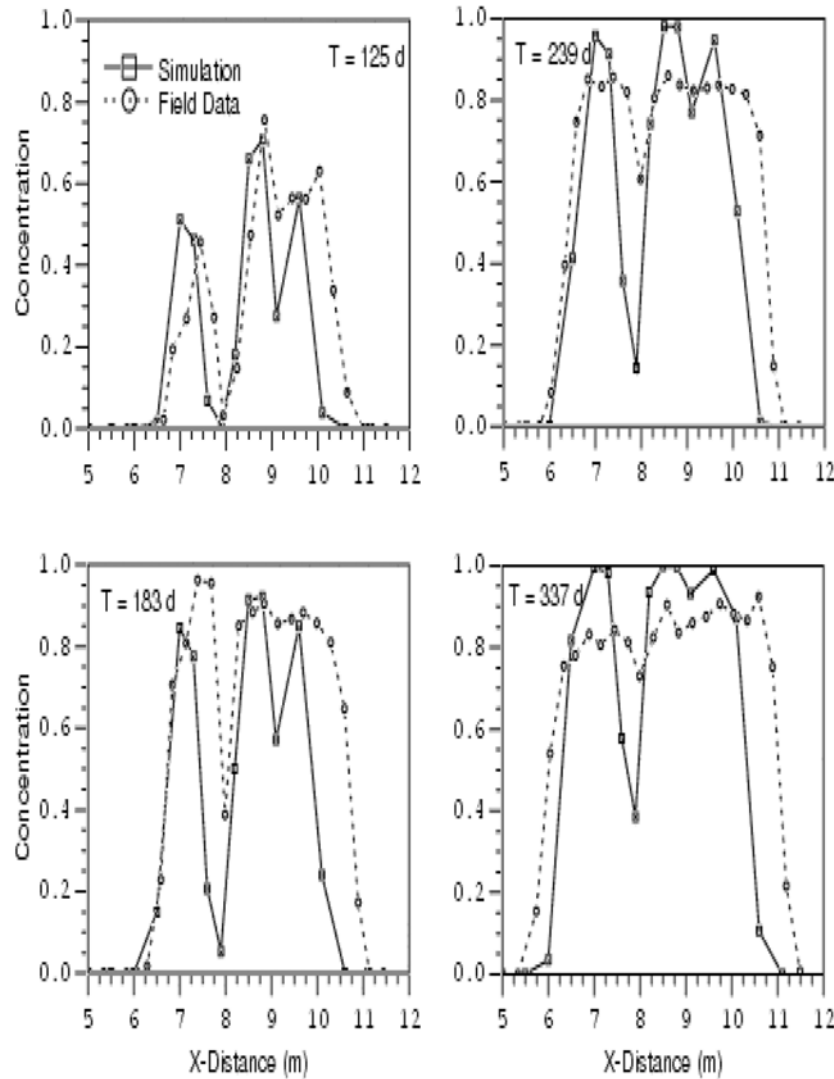 1.0
0.8
0.6
0.4
0.2
0.0
Concentration
T = 125 d
Simulation
Field Data
5 6 7 8 9 10 11 12
1.0
0.8
0.6
0.4
0.2
0.0
T = 239 d
5 6 7 8 9 10 11 12
1.0
0.8
0.6
0.4
0.2
0.0
Concentration
T = 183 d
5 6 7 8 9 10 11 12
X-Distance (m)
1.0
0.8
0.6
0.4
0.2
0.0
T = 337 d
5 6 7 8 9 10 11 12
X-Distance (m)